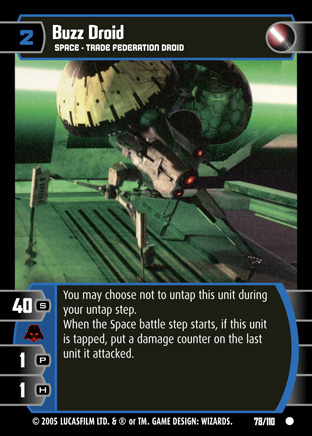 2
Buzz Droid
SPACE - TRADE FEDERATION DROID
40 S
You may choose not to untap this unit during
your untap step.
When the Space battle step starts, if this unit
is tapped, put a damage counter on the last
unit it attacked.
1 P
1 H
© 2005 LUCASFILM LTD. & ® or TM. GAME DESIGN: WIZARDS. 78/110